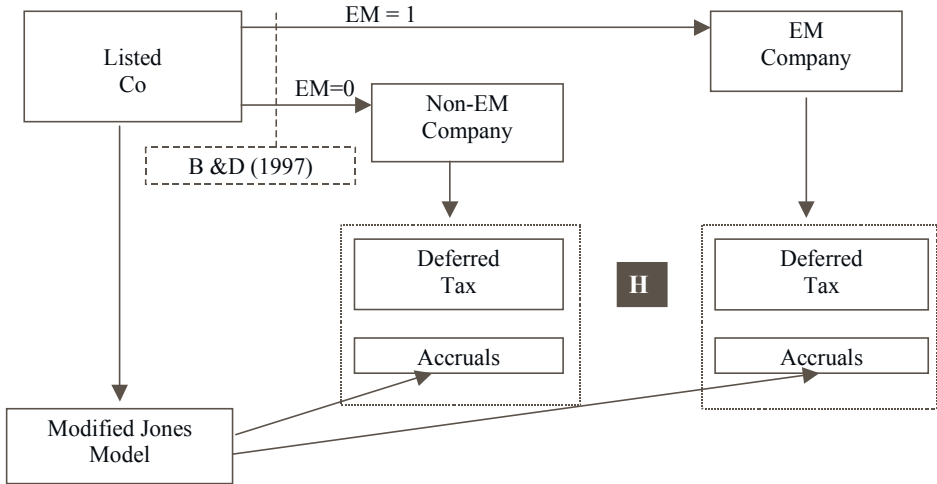 EM = 1
Listed
Co
EM
Company
EM=0
Non-EM
Company
B &D (1997)
Deferred
Tax
H
Deferred
Tax
Accruals
Accruals
Modified Jones
Model